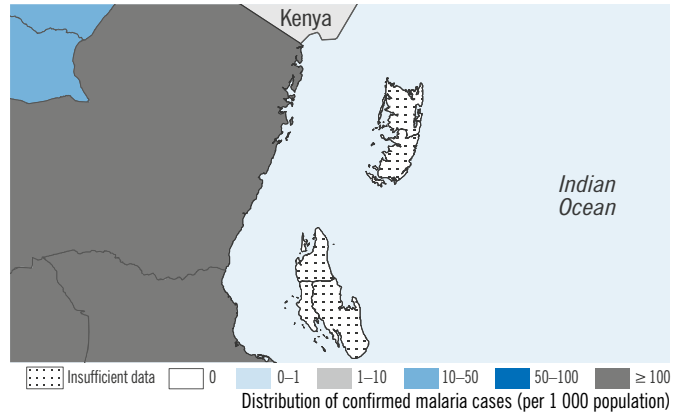 Kenya
Indian
Ocean
Insufficient data 0 0–1 1–10 10–50 50–100 ≥ 100
Distribution of confirmed malaria cases (per 1 000 population)